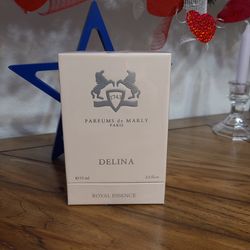 1743
PARFUMS de MARLY
PARIS
DELINA
ROYAL ESSENCE